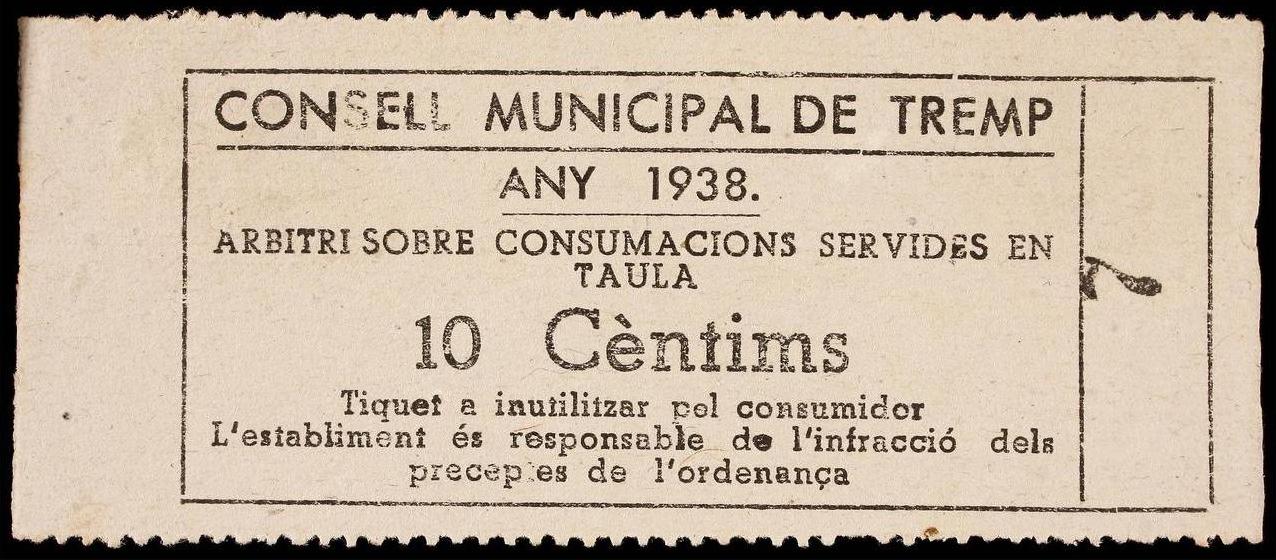 CONSELL MUNICIPAL DE TREMP
ANY 1938.
ARBITRI SOBRE CONSUMACIONS SERVIDES EN
TAULA
10 Cèntims
Tiquet a inutilitzar pel consumidor
L'establiment és responsable de l'infracció dels
preceptes de l'ordenança
7